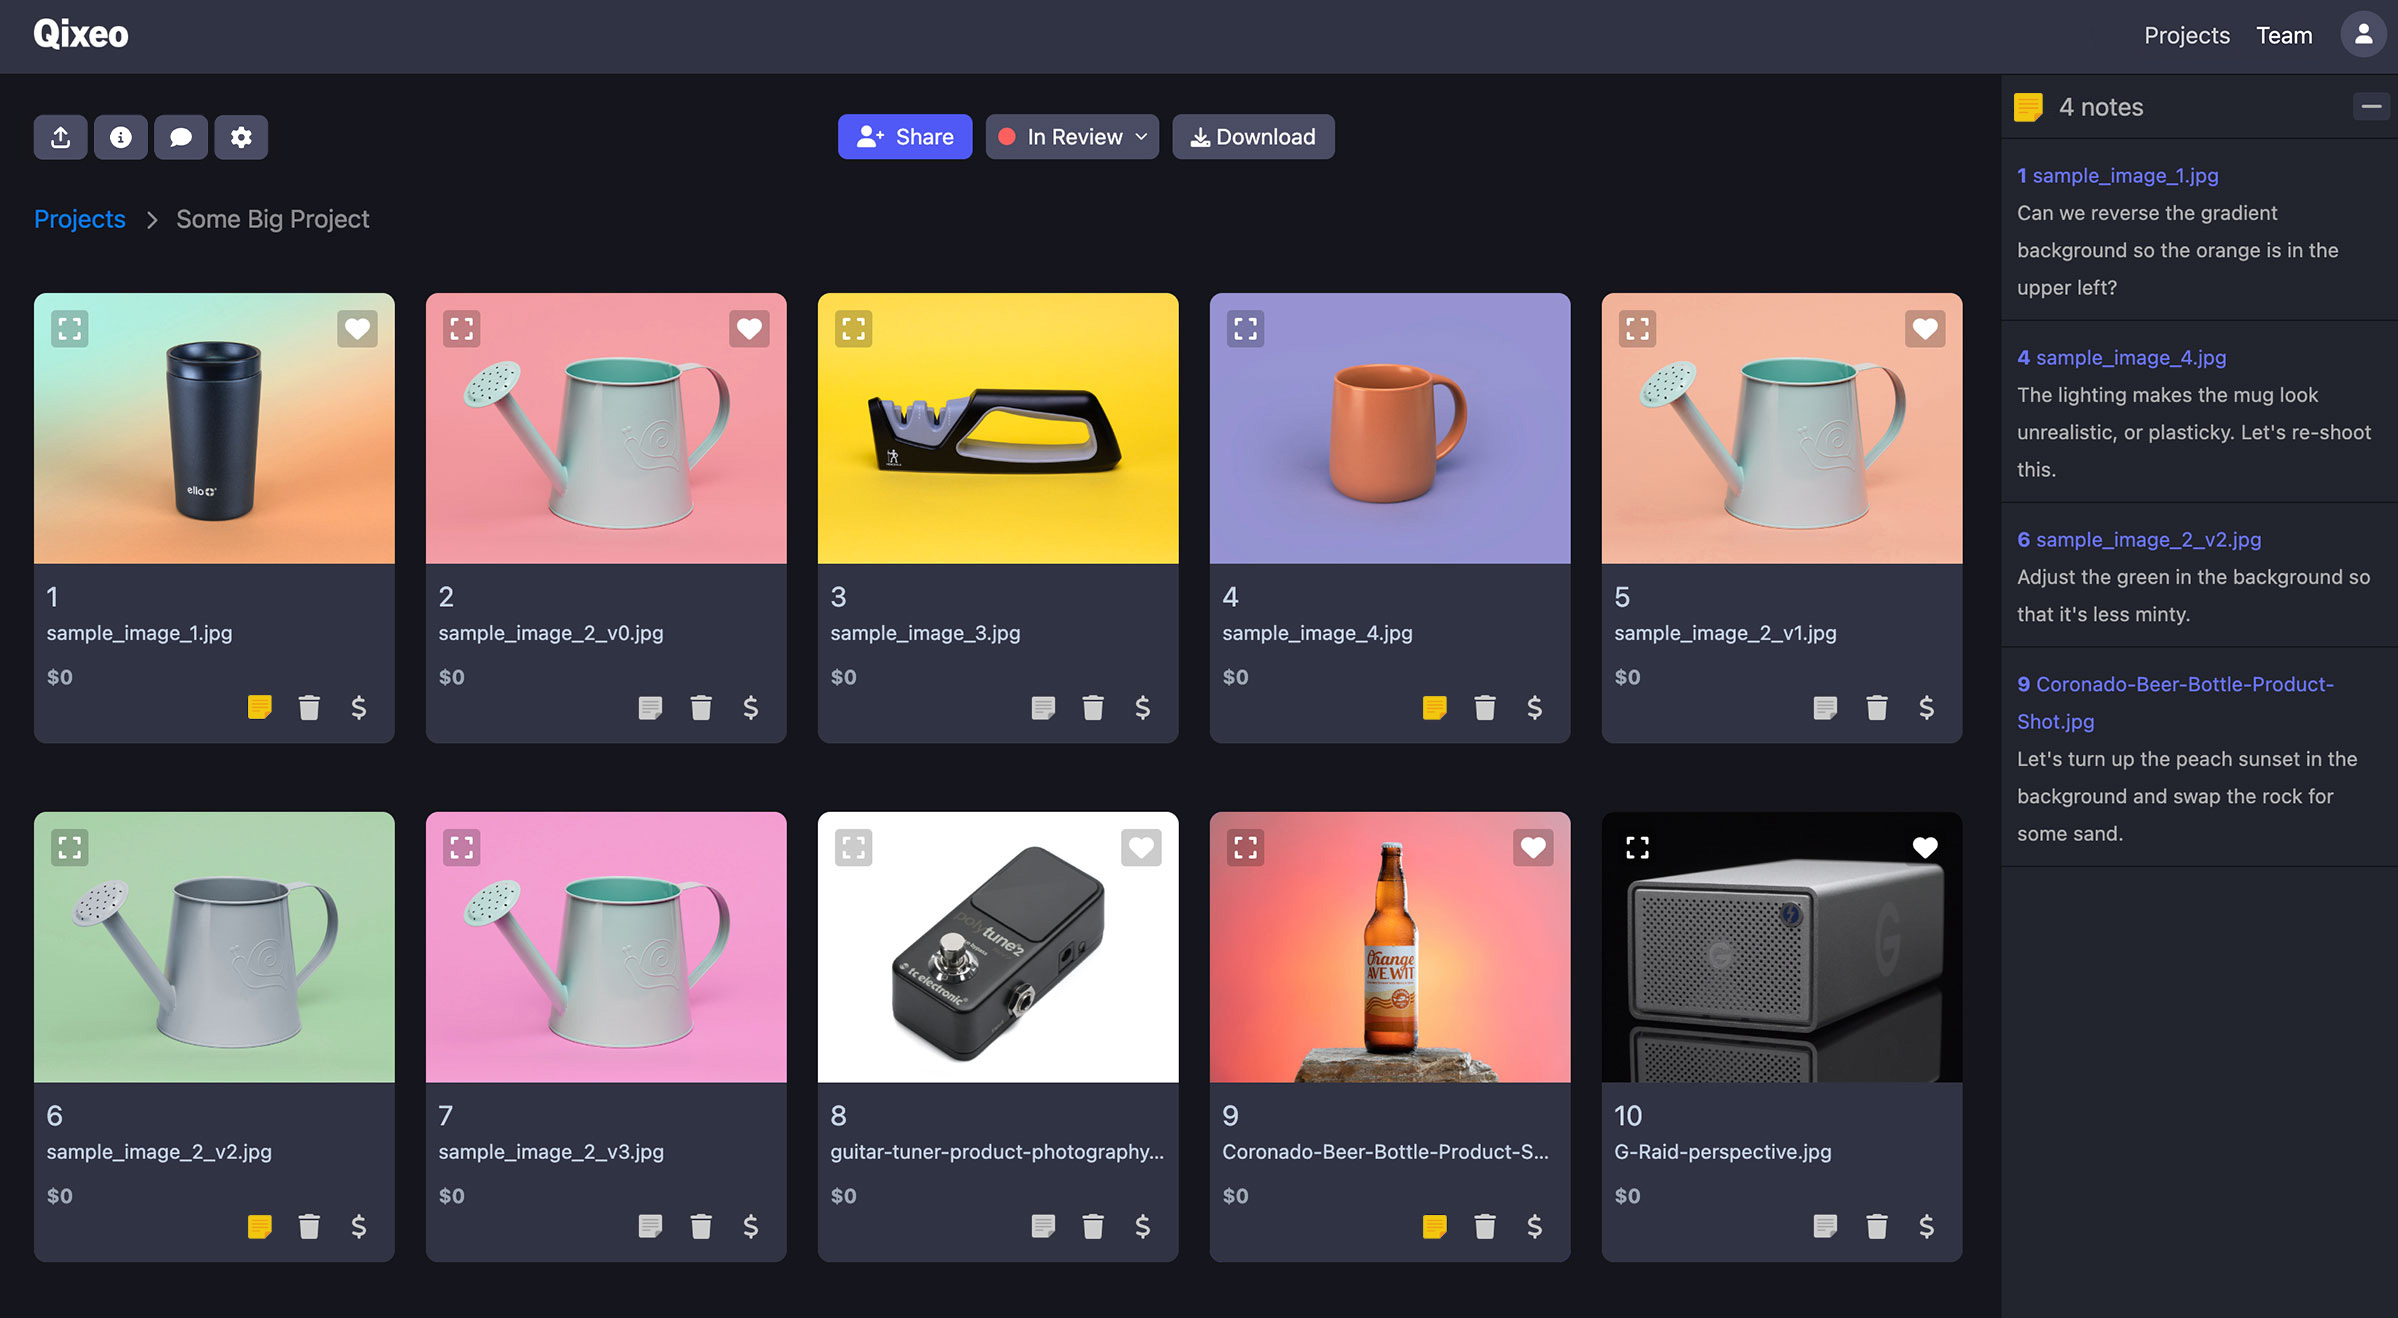 Qixeo
Projects Team
Share
In Review
Download
Projects > Some Big Project
ello
1
sample_image_1.jpg
$0
$
2
sample_image_2_v0.jpg
$0
$
3
sample_image_3.jpg
$0
$
4
sample_image_4.jpg
$0
$
5
sample_image_2_v1.jpg
$0
$
polytune2
tc electronic
Orange
AVE.WIT
G
G
6
sample_image_2_v2.jpg
$0
$
7
sample_image_2_v3.jpg
$0
$
8
guitar-tuner-product-photography...
$0
$
9
Coronado-Beer-Bottle-Product-S...
$0
$
10
G-Raid-perspective.jpg
$0
$
4 notes
1 sample_image_1.jpg
Can we reverse the gradient
background so the orange is in the
upper left?
4 sample_image_4.jpg
The lighting makes the mug look
unrealistic, or plasticky. Let's re-shoot
this.
6 sample_image_2_v2.jpg
Adjust the green in the background so
that it's less minty.
9 Coronado-Beer-Bottle-Product-
Shot.jpg
Let's turn up the peach sunset in the
background and swap the rock for
some sand.